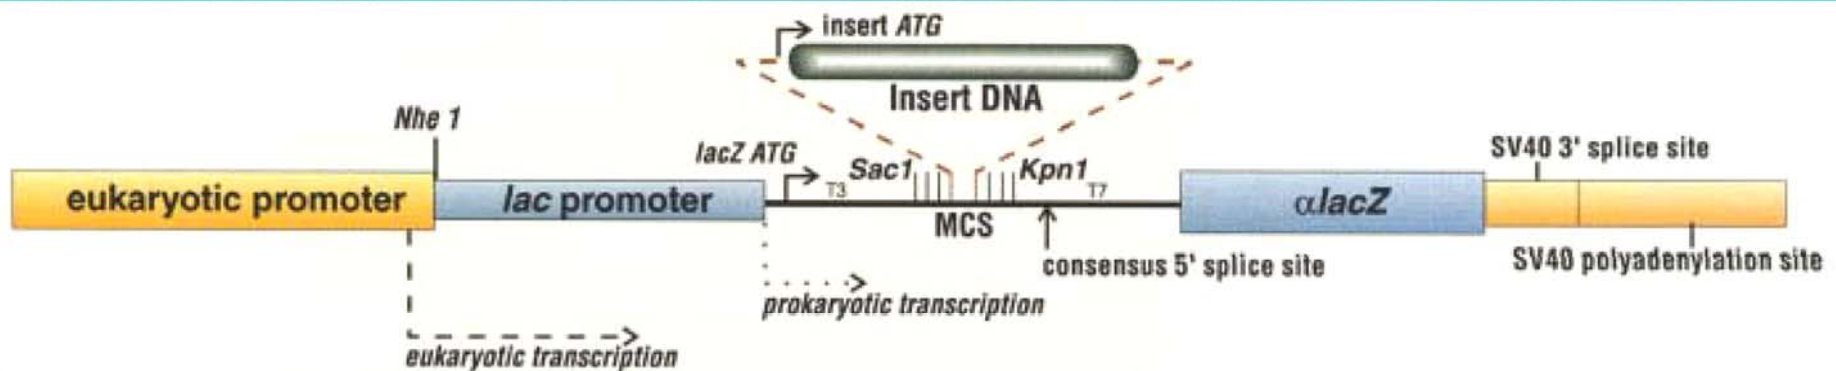 insert ATG
Insert DNA
Nhe 1
lacZ ATG
Sac1
Kpn1
SV40 3' splice site
eukaryotic promoter
lac promoter
T3
T7
αlacZ
MCS
consensus 5' splice site
SV40 polyadenylation site
prokaryotic transcription
eukaryotic transcription